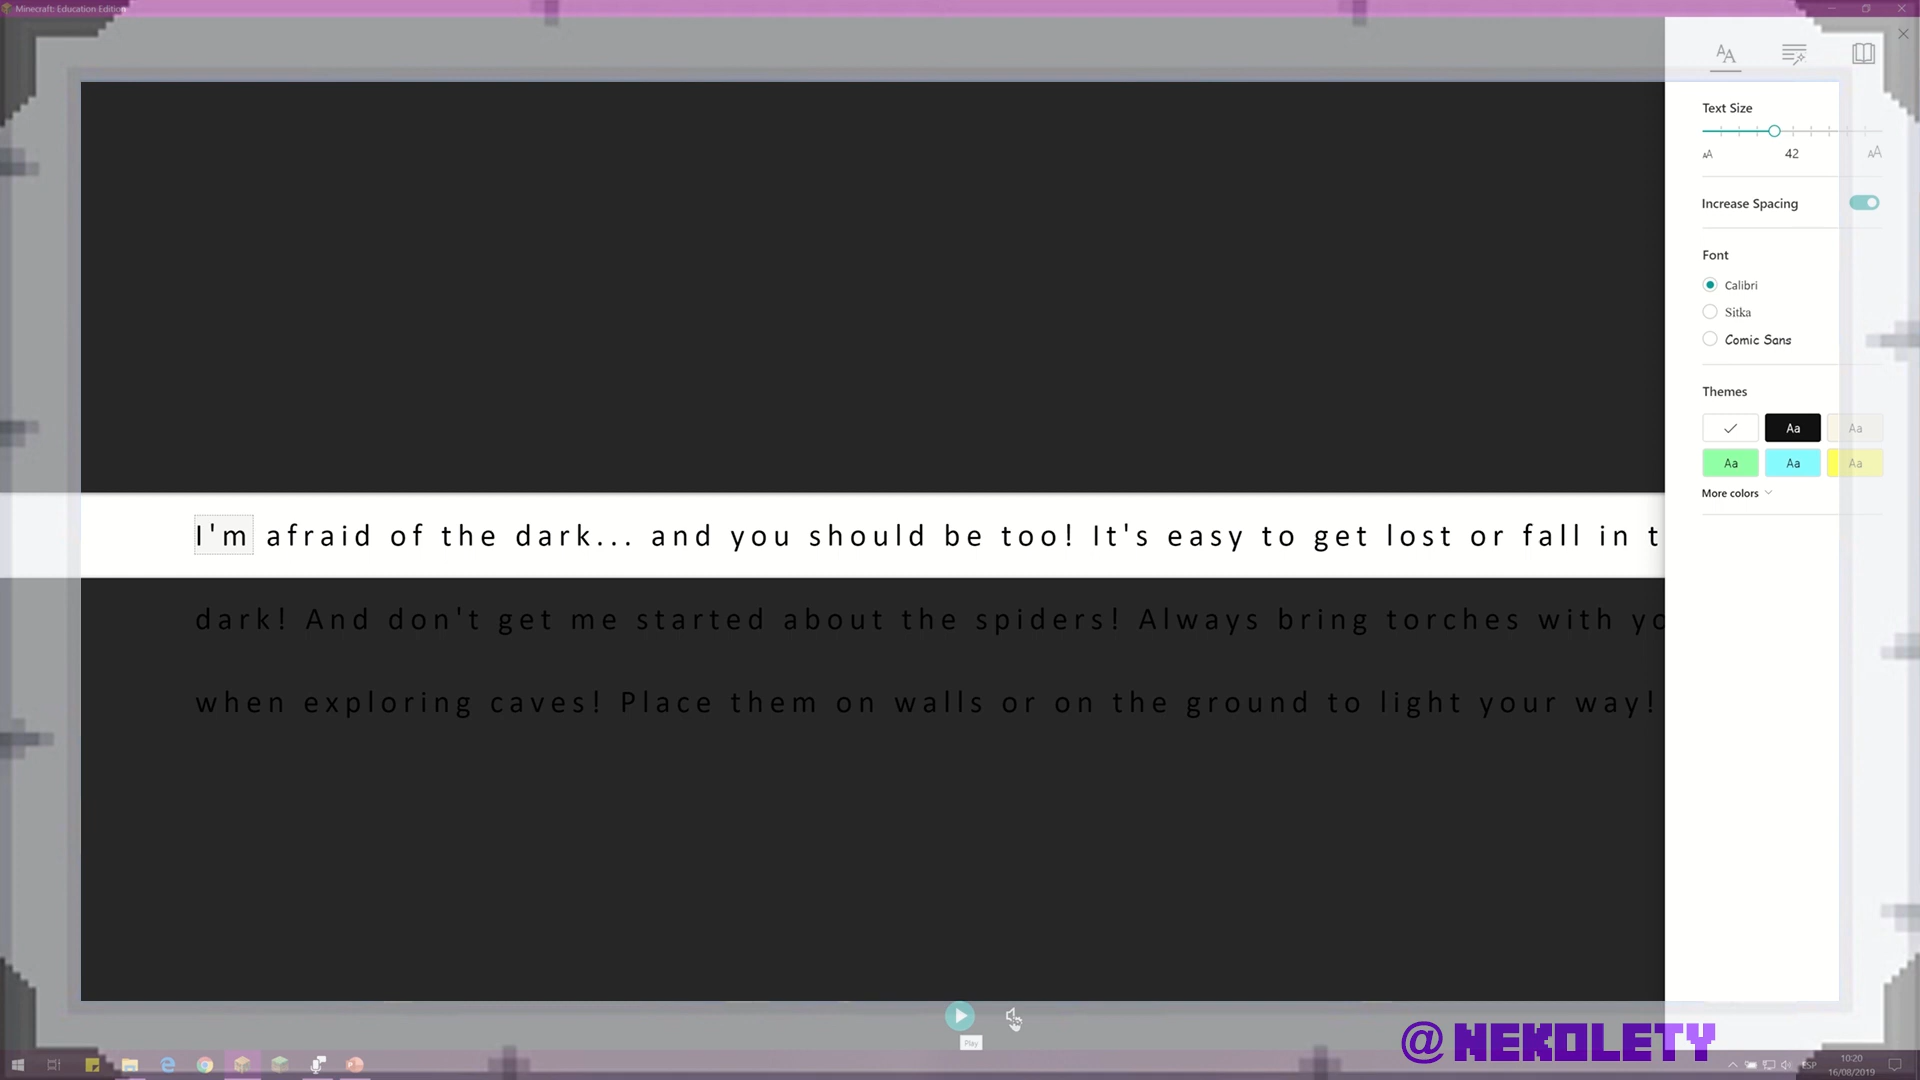 Minecraft: Education Edition
Text Size
42
Increase Spacing
Font
Calibri
Sitka
Comic Sans
Themes
Aa Aa
Aa Aa Aa
More colors
I'm afraid of the dark... and you should be too! It's easy to get lost or fall in t
dark! And don't get me started about the spiders! Always bring torches with yo
when exploring caves! Place them on walls or on the ground to light your way!
Play
@NEKOLETY
ESP
10:20
16/08/2019